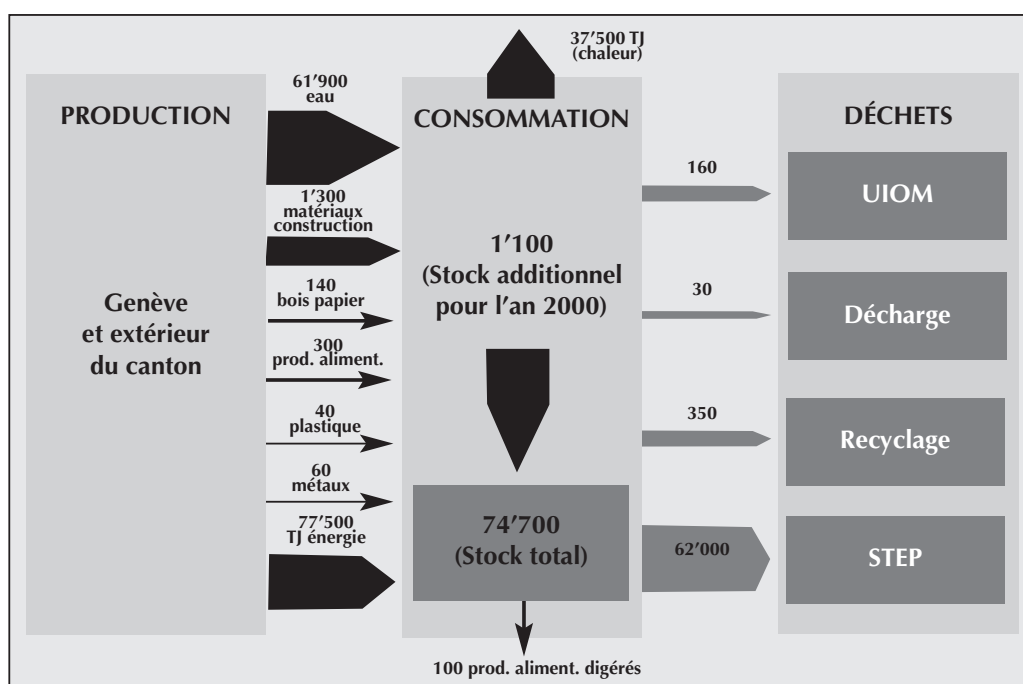 37’500 TJ
(chaleur)
PRODUCTION
61’900
eau
1’300
matériaux
construction
140
bois papier
300
prod. aliment.
40
plastique
60
métaux
77’500
TJ énergie
Genève
et extérieur
du canton
CONSOMMATION
1’100
(Stock additionnel
pour l’an 2000)
74’700
(Stock total)
100 prod. aliment. digérés
160
30
350
62’000
DÉCHETS
UIOM
Décharge
Recyclage
STEP